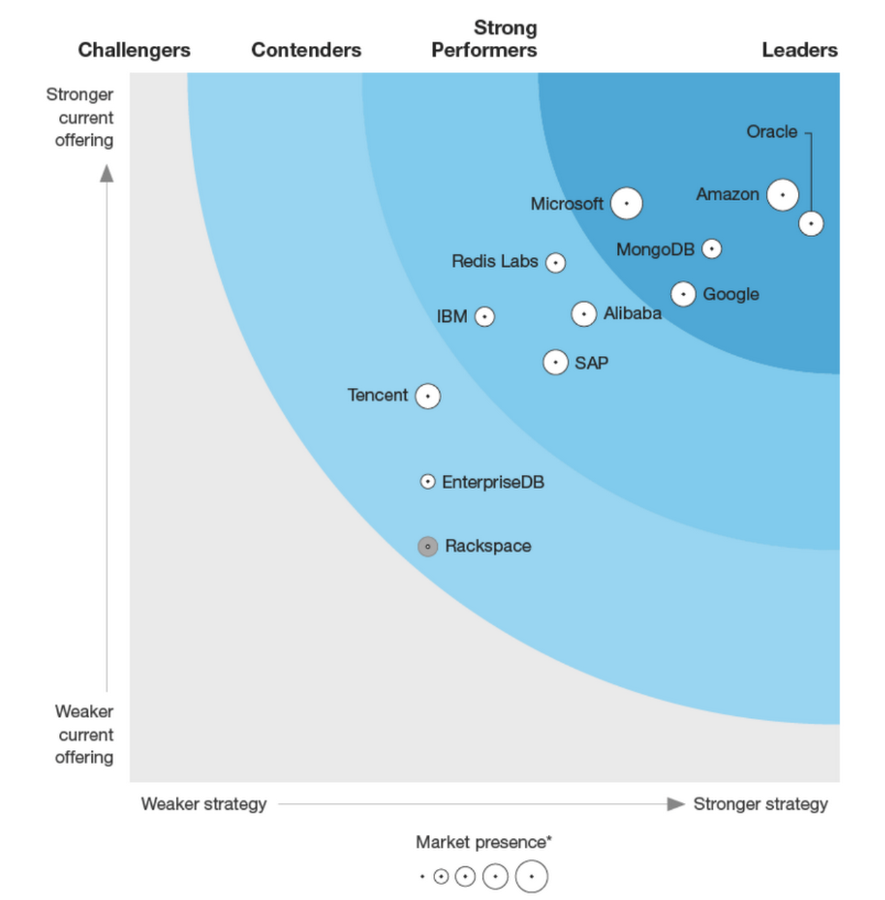 Challengers
Contenders
Strong
Performers
Leaders
Stronger
current
offering
Oracle
Amazon
Microsoft
MongoDB
Redis Labs
Google
IBM
Alibaba
SAP
Tencent
EnterpriseDB
Rackspace
Weaker
current
offering
Weaker strategy
Stronger strategy
Market presence*